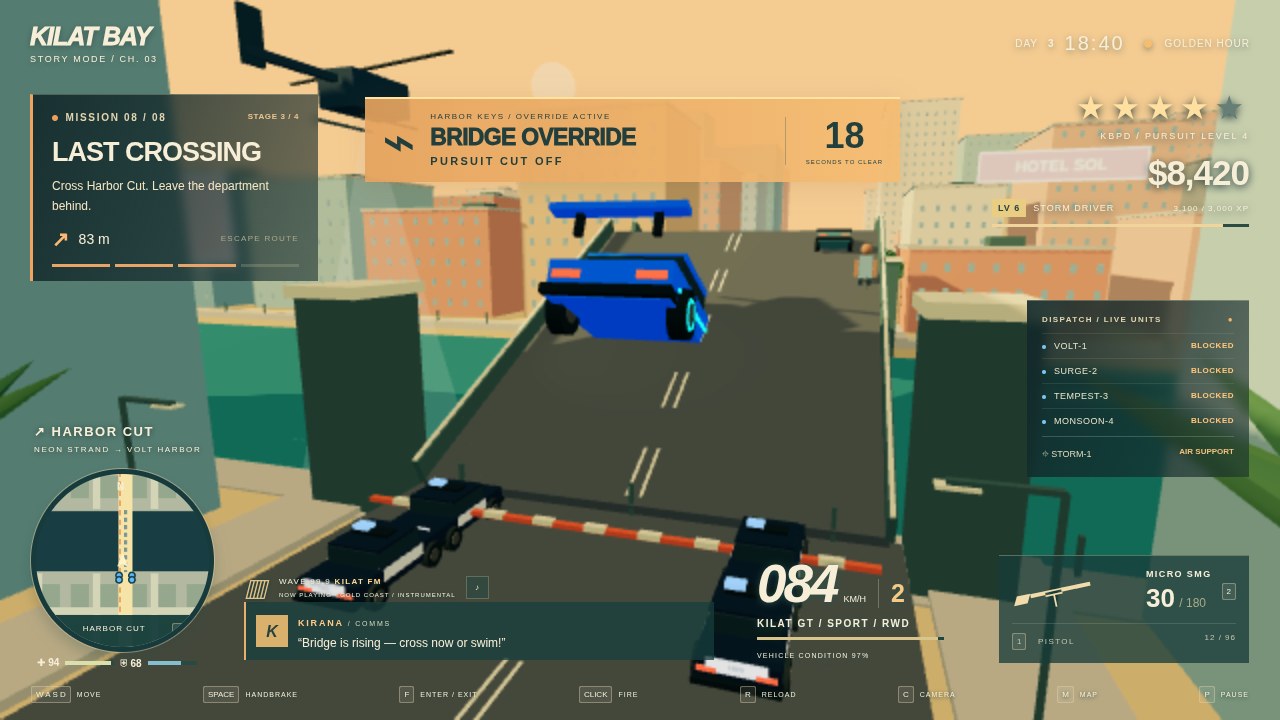 KILAT BAY
STORY MODE / CH. 03
DAY 3 18:40 GOLDEN HOUR
MISSION 08 / 08
STAGE 3 / 4
LAST CROSSING
Cross Harbor Cut. Leave the department
behind.
83 m
ESCAPE ROUTE
HARBOR KEYS / OVERRIDE ACTIVE
BRIDGE OVERRIDE
PURSUIT CUT OFF
18
SECONDS TO CLEAR
KBPD / PURSUIT LEVEL 4
HOTEL SOL
$8,420
LV 6 STORM DRIVER
DISPATCH / LIVE UNITS
VOLT-1 BLOCKED
SURGE-2 BLOCKED
TEMPEST-3 BLOCKED
MONSOON-4 BLOCKED
STORM-1 AIR SUPPORT
HARBOR CUT
NEON STRAND → VOLT HARBOR
HARBOR CUT
94 68
KILAT FM
K
KIRANA / COMMS
“Bridge is rising — cross now or swim!”
084 KM/H 2
KILAT GT / SPORT / RWD
VEHICLE CONDITION 97%
MICRO SMG
30 / 180
2
1 PISTOL
12 / 96
WASD MOVE
SPACE HANDBRAKE
F ENTER / EXIT
CLICK FIRE
R RELOAD
C CAMERA
M MAP
P PAUSE